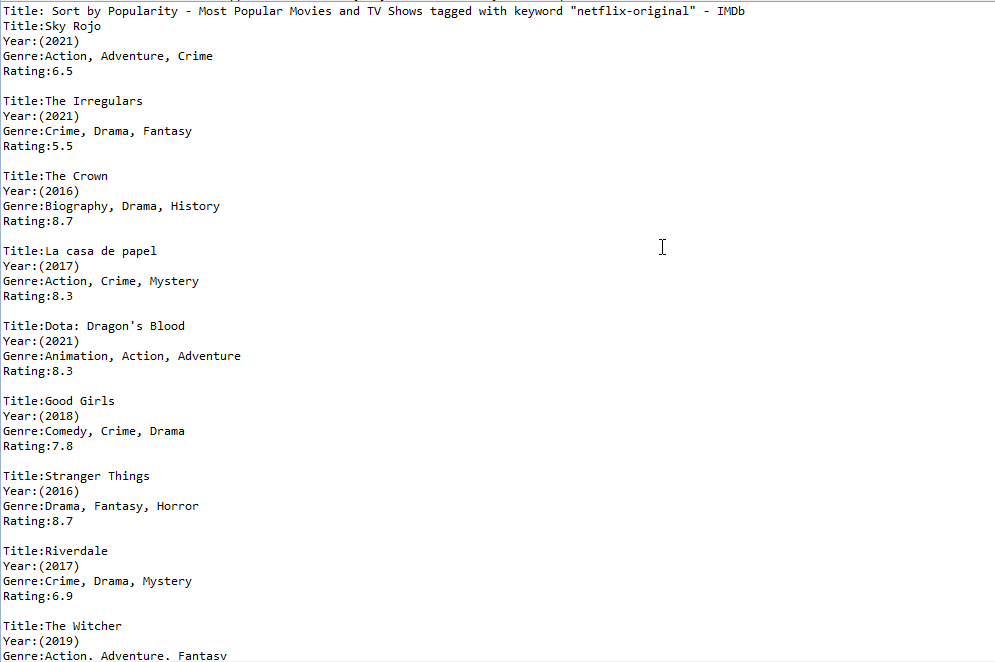 Title: Sort by Popularity - Most Popular Movies and TV Shows tagged with keyword "netflix-original" - IMDb
Title:Sky Rojo
Year:(2021)
Genre:Action, Adventure, Crime
Rating:6.5
Title:The Irregulars
Year:(2021)
Genre:Crime, Drama, Fantasy
Rating:5.5
Title:The Crown
Year:(2016)
Genre:Biography, Drama, History
Rating:8.7
Title:La casa de papel
Year:(2017)
Genre:Action, Crime, Mystery
Rating:8.3
Title:Dota: Dragon's Blood
Year:(2021)
Genre:Animation, Action, Adventure
Rating:8.3
Title:Good Girls
Year:(2018)
Genre:Comedy, Crime, Drama
Rating:7.8
Title:Stranger Things
Year:(2016)
Genre:Drama, Fantasy, Horror
Rating:8.7
Title:Riverdale
Year:(2017)
Genre:Crime, Drama, Mystery
Rating:6.9
Title:The Witcher
Year:(2019)
Genre:Action, Adventure, Fantasy